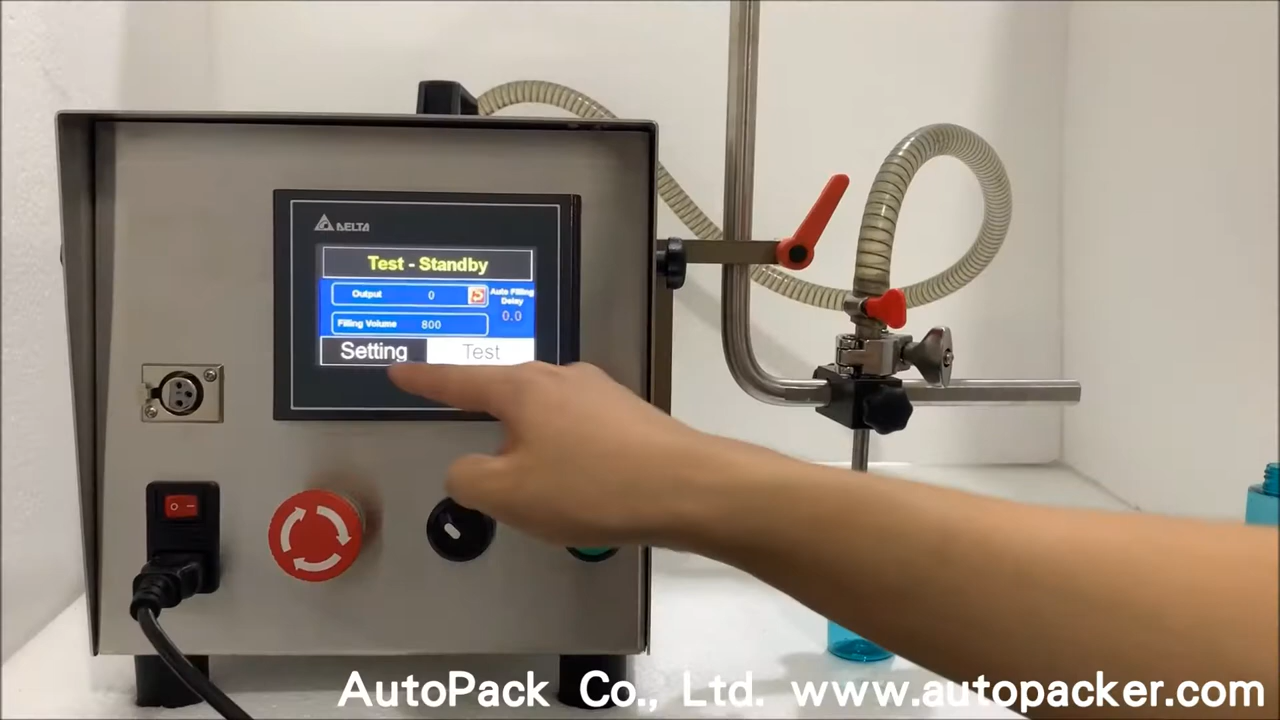 DELTA
Test - Standby
Output 0
Auto Filling
Delay
0.0
Filling Volume 800
Setting Test
AutoPack Co., Ltd. www.autopacker.com